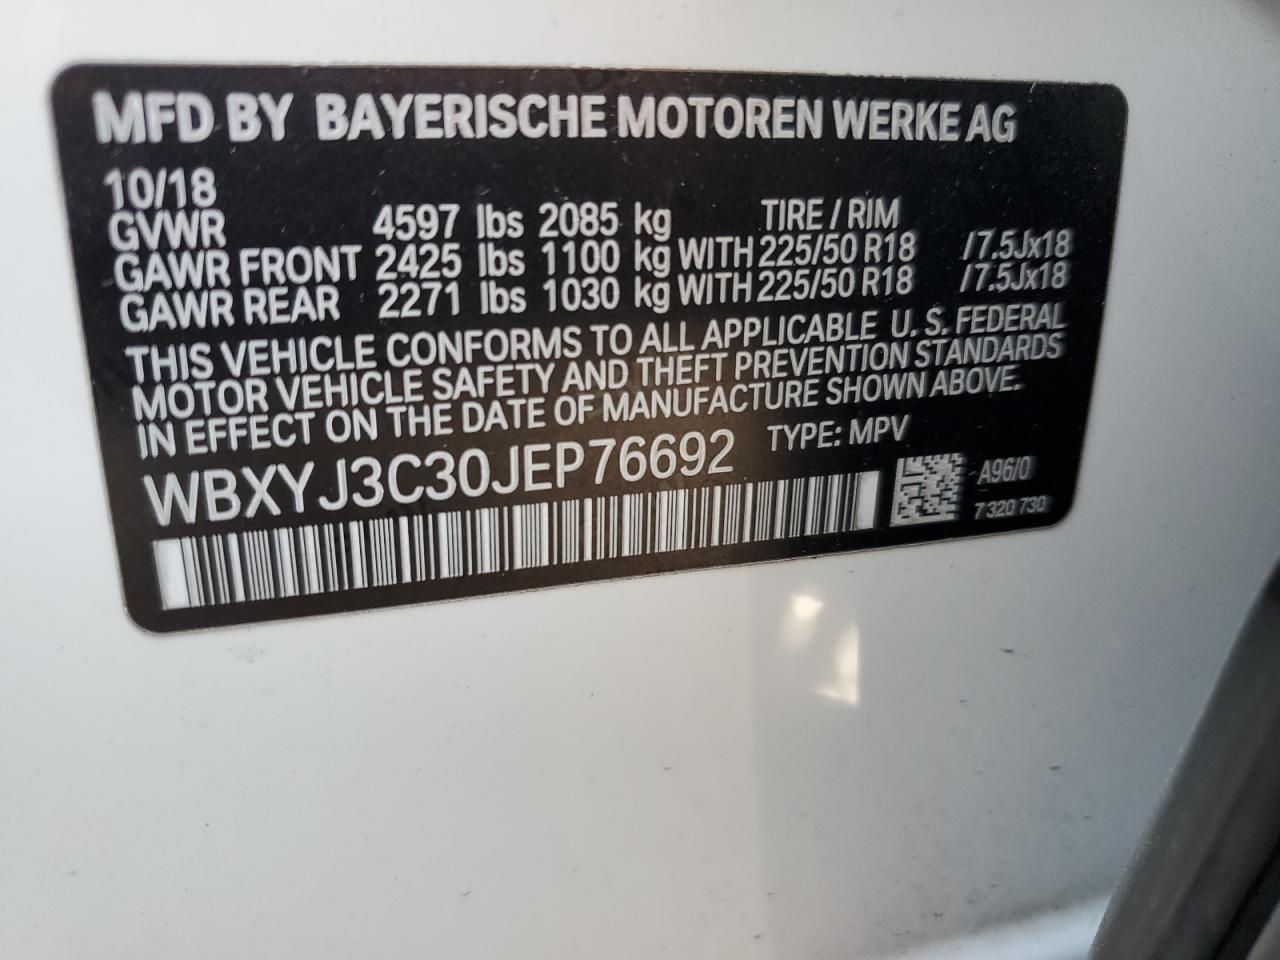 MFD BY BAYERISCHE MOTOREN WERKE AG
10/18
GVWR 4597 lbs 2085 kg TIRE / RIM
GAWR FRONT 2425 lbs 1100 kg WITH 225/50 R18 /7.5Jx18
GAWR REAR 2271 lbs 1030 kg WITH 225/50 R18 /7.5Jx18
THIS VEHICLE CONFORMS TO ALL APPLICABLE U. S. FEDERAL
MOTOR VEHICLE SAFETY AND THEFT PREVENTION STANDARDS
IN EFFECT ON THE DATE OF MANUFACTURE SHOWN ABOVE.
WBXYJ3C30JEP76692 TYPE: MPV
A96/0
7 320 730